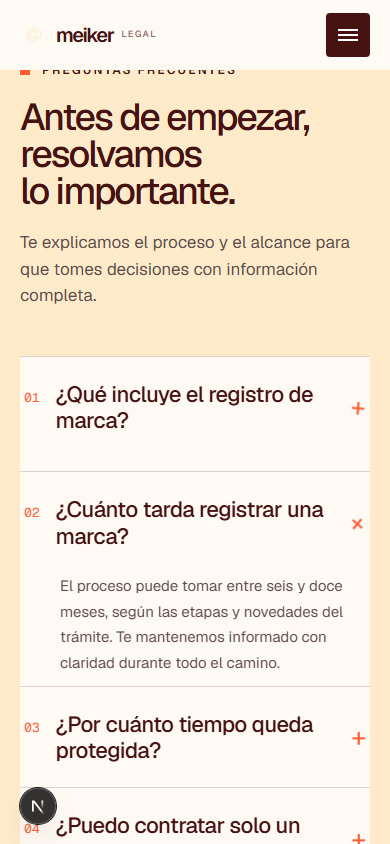 meiker LEGAL
PREGUNTAS FRECUENTES
Antes de empezar,
resolvamos
lo importante.
Te explicamos el proceso y el alcance para
que tomes decisiones con información
completa.
01 ¿Qué incluye el registro de
marca?
+
02 ¿Cuánto tarda registrar una
marca?
×
El proceso puede tomar entre seis y doce
meses, según las etapas y novedades del
trámite. Te mantenemos informado con
claridad durante todo el camino.
03 ¿Por cuánto tiempo queda
protegida?
+
N
04 ¿Puedo contratar solo un
+